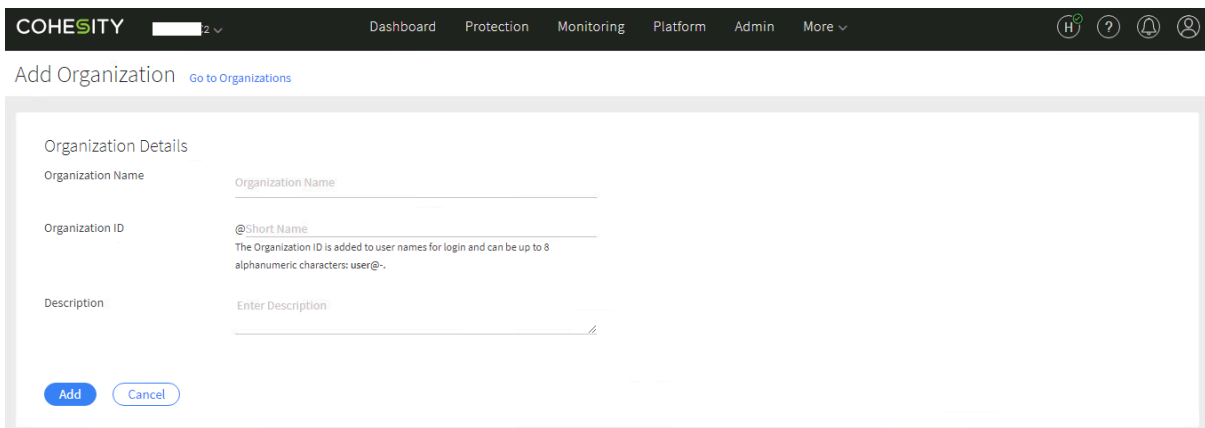 COHESITY 2 Dashboard Protection Monitoring Platform Admin More H ?
Add Organization Go to Organizations
Organization Details
Organization Name Organization Name
Organization ID @Short Name
The Organization ID is added to user names for login and can be up to 8
alphanumeric characters: user@-.
Description Enter Description
Add Cancel